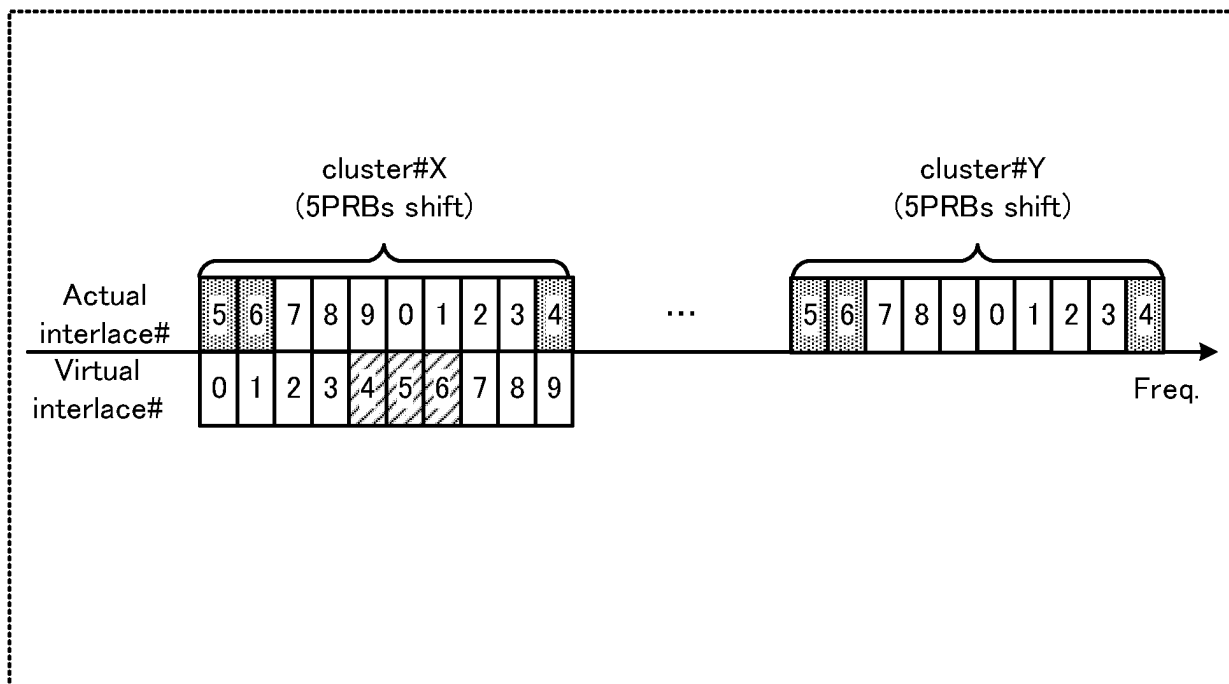 cluster#X
(5PRBs shift)
cluster#Y
(5PRBs shift)
Actual
interlace#
5 6 7 8 9 0 1 2 3 4
...
5 6 7 8 9 0 1 2 3 4
Virtual
interlace#
0 1 2 3 4 5 6 7 8 9
Freq.